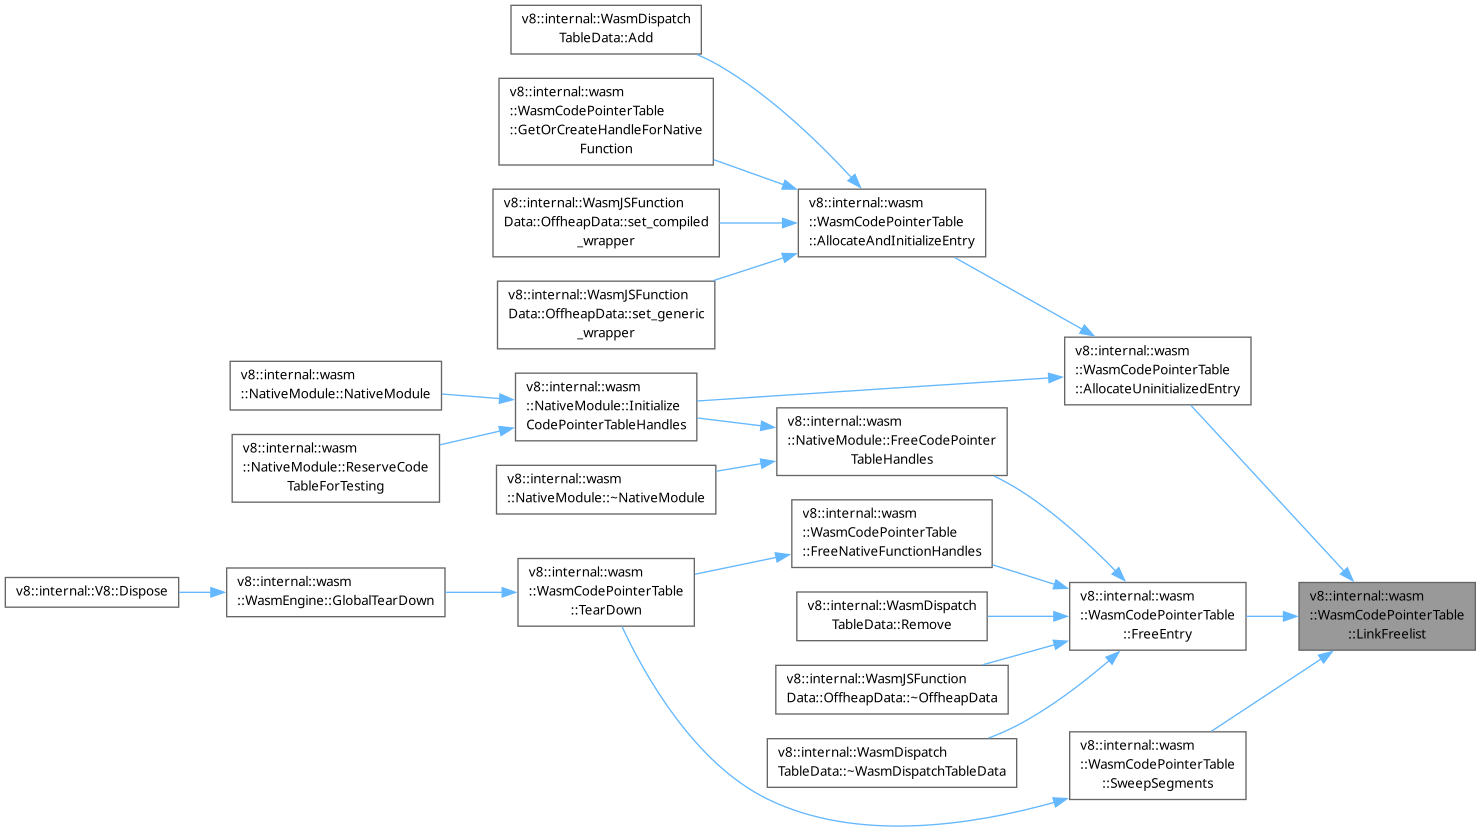 v8::internal::WasmDispatch
TableData::Add
v8::internal::wasm
::WasmCodePointerTable
::GetOrCreateHandleForNative
Function
v8::internal::WasmJSFunction
Data::OffheapData::set_compiled
_wrapper
v8::internal::wasm
::WasmCodePointerTable
::AllocateAndInitializeEntry
v8::internal::WasmJSFunction
Data::OffheapData::set_generic
_wrapper
v8::internal::wasm
::WasmCodePointerTable
::AllocateUninitializedEntry
v8::internal::wasm
::NativeModule::NativeModule
v8::internal::wasm
::NativeModule::Initialize
CodePointerTableHandles
v8::internal::wasm
::NativeModule::FreeCodePointer
TableHandles
v8::internal::wasm
::NativeModule::ReserveCode
TableForTesting
v8::internal::wasm
::NativeModule::~NativeModule
v8::internal::wasm
::WasmCodePointerTable
::FreeNativeFunctionHandles
v8::internal::V8::Dispose
v8::internal::wasm
::WasmEngine::GlobalTearDown
v8::internal::wasm
::WasmCodePointerTable
::TearDown
v8::internal::WasmDispatch
TableData::Remove
v8::internal::wasm
::WasmCodePointerTable
::FreeEntry
v8::internal::wasm
::WasmCodePointerTable
::LinkFreelist
v8::internal::WasmJSFunction
Data::OffheapData::~OffheapData
v8::internal::WasmDispatch
TableData::~WasmDispatchTableData
v8::internal::wasm
::WasmCodePointerTable
::SweepSegments